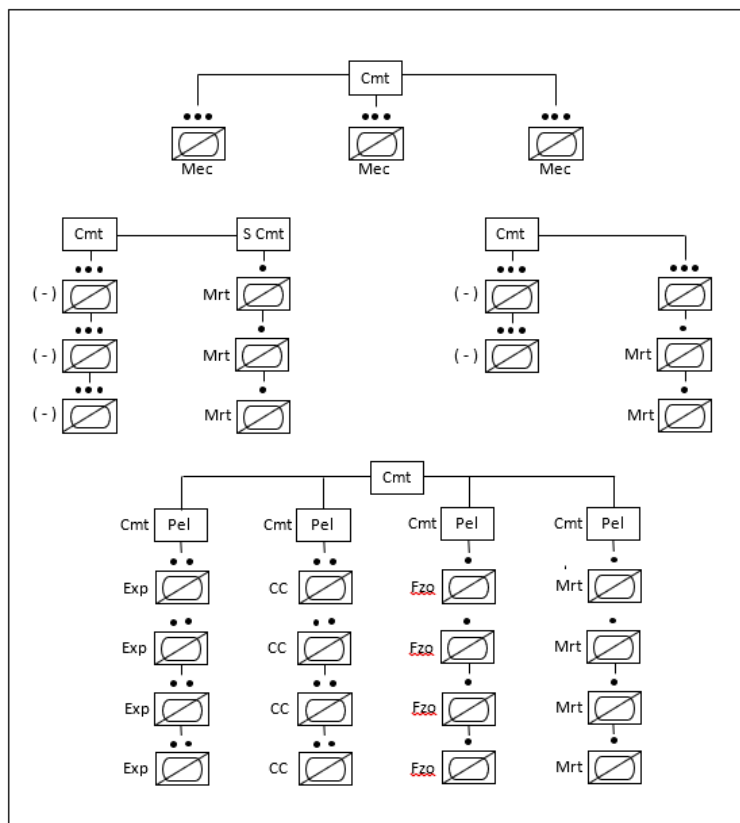 Cmt
Mec Mec Mec
Cmt S Cmt Cmt
( - ) Mrt ( - )
( - ) Mrt ( - ) Mrt
( - ) Mrt Mrt
Cmt
Cmt Pel Cmt Pel Cmt Pel Cmt Pel
Exp CC Fzo Mrt
Exp CC Fzo Mrt
Exp CC Fzo Mrt
Exp CC Fzo Mrt